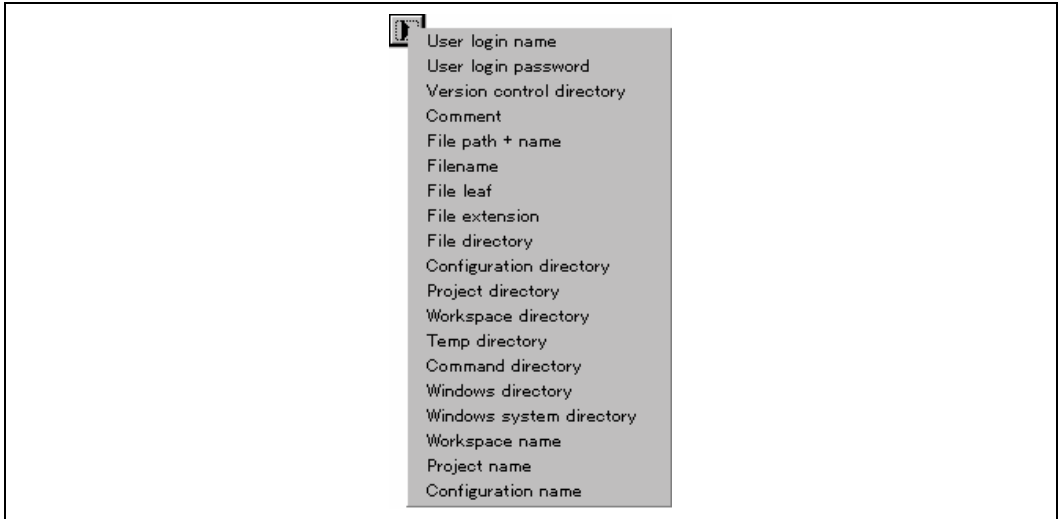 User login name
User login password
Version control directory
Comment
File path + name
Filename
File leaf
File extension
File directory
Configuration directory
Project directory
Workspace directory
Temp directory
Command directory
Windows directory
Windows system directory
Workspace name
Project name
Configuration name